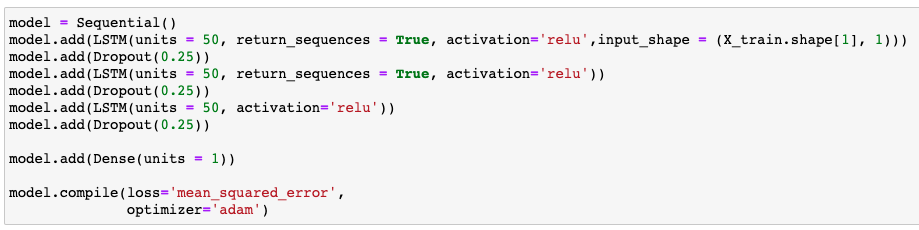 model = Sequential()
model.add(LSTM(units = 50, return_sequences = True, activation='relu',input_shape = (X_train.shape[1], 1)))
model.add(Dropout(0.25))
model.add(LSTM(units = 50, return_sequences = True, activation='relu'))
model.add(Dropout(0.25))
model.add(LSTM(units = 50, activation='relu'))
model.add(Dropout(0.25))

model.add(Dense(units = 1))

model.compile(loss='mean_squared_error',
              optimizer='adam')